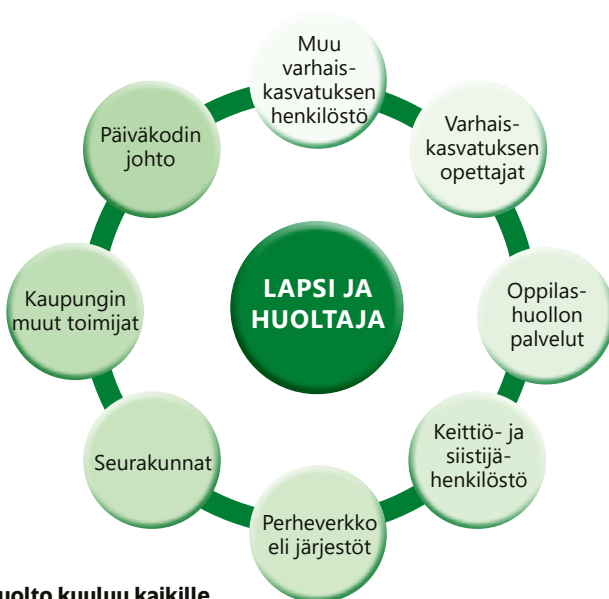 Muu
varhais-
kasvatuksen
henkilöstö
Varhais-
kasvatuksen
opettajat
Oppilas-
huollon
palvelut
Keittiö- ja
siistijä-
henkilöstö
Perheverkko
eli järjestöt
Seurakunnat
Kaupungin
muut toimijat
Päiväkodin
johto
LAPSI JA
HUOLTAJA
kuuluu kaikille